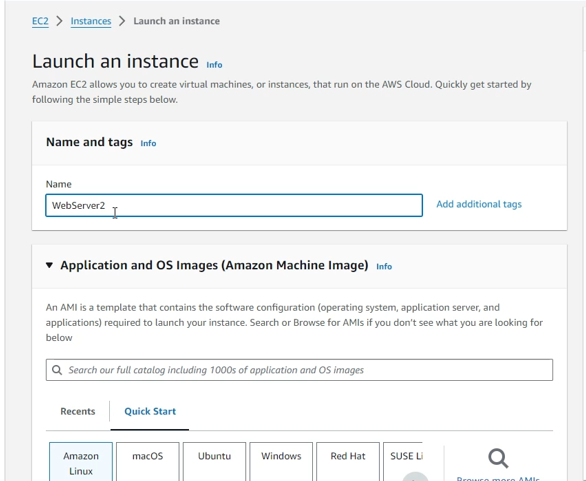 EC2 > Instances > Launch an instance
Launch an instance Info
Amazon EC2 allows you to create virtual machines, or instances, that run on the AWS Cloud. Quickly get started by
following the simple steps below.
Name and tags Info
Name
WebServer2
Add additional tags
Application and OS Images (Amazon Machine Image) Info
An AMI is a template that contains the software configuration (operating system, application server, and
applications) required to launch your instance. Search or Browse for AMIs if you don't see what you are looking for
below
Search our full catalog including 1000s of application and OS images
Recents
Quick Start
Amazon
Linux
macOS
Ubuntu
Windows
Red Hat
SUSE Li
Browse more AMIs